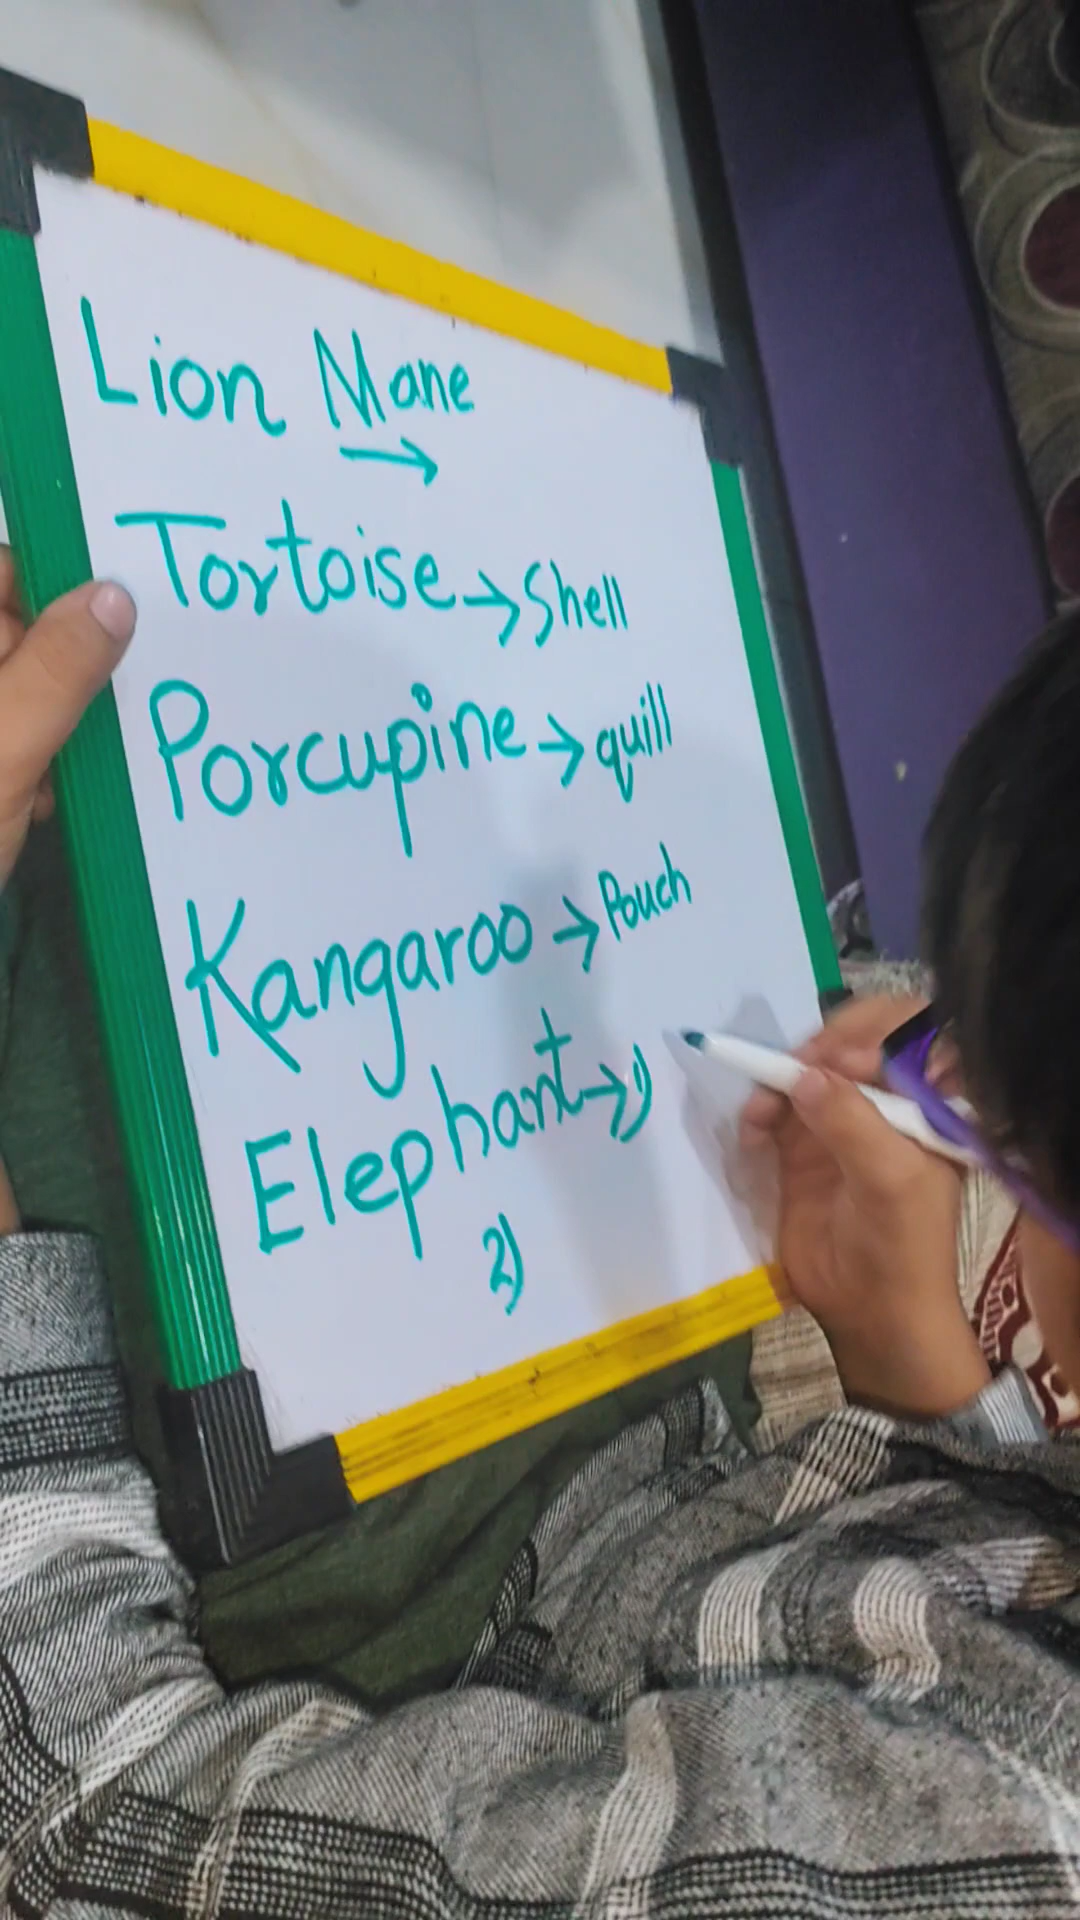 Lion Mane
→
Tortoise → Shell
Porcupine → quill
Kangaroo → Pouch
Elephant → 1)
2)